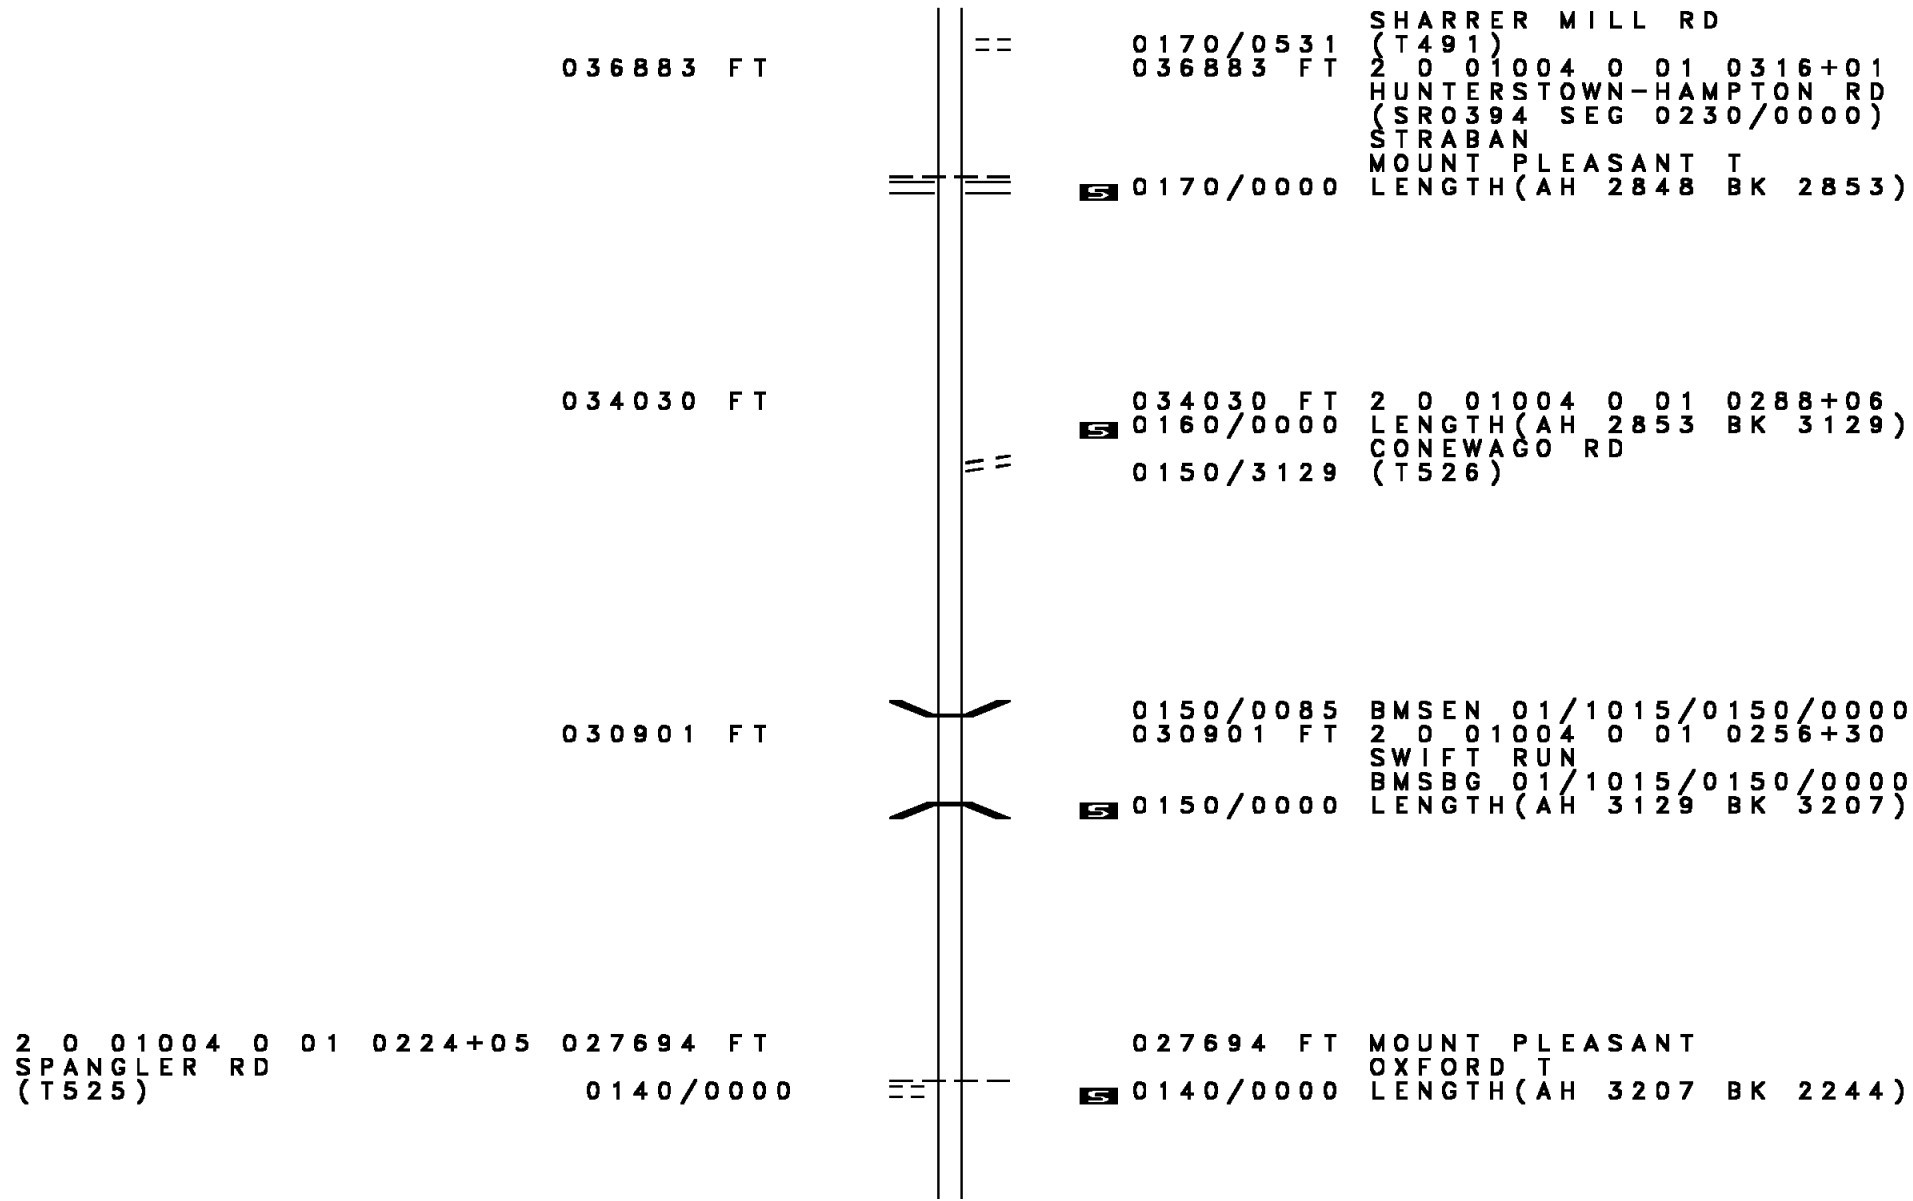 SHARRER MILL RD
0170/0531 (T491)
036883 FT 036883 FT 2 0 01004 0 01 0316+01
HUNTERSTOWN-HAMPTON RD
(SR0394 SEG 0230/0000)
STRABAN
MOUNT PLEASANT T
S 0170/0000 LENGTH(AH 2848 BK 2853)
034030 FT 034030 FT 2 0 01004 0 01 0288+06
S 0160/0000 LENGTH(AH 2853 BK 3129)
CONEWAGO RD
0150/3129 (T526)
0150/0085 BMSEN 01/1015/0150/0000
030901 FT 030901 FT 2 0 01004 0 01 0256+30
SWIFT RUN
BMSBG 01/1015/0150/0000
S 0150/0000 LENGTH(AH 3129 BK 3207)
2 0 01004 0 01 0224+05 027694 FT 027694 FT MOUNT PLEASANT
SPANGLER RD OXFORD T
(T525) 0140/0000 S 0140/0000 LENGTH(AH 3207 BK 2244)